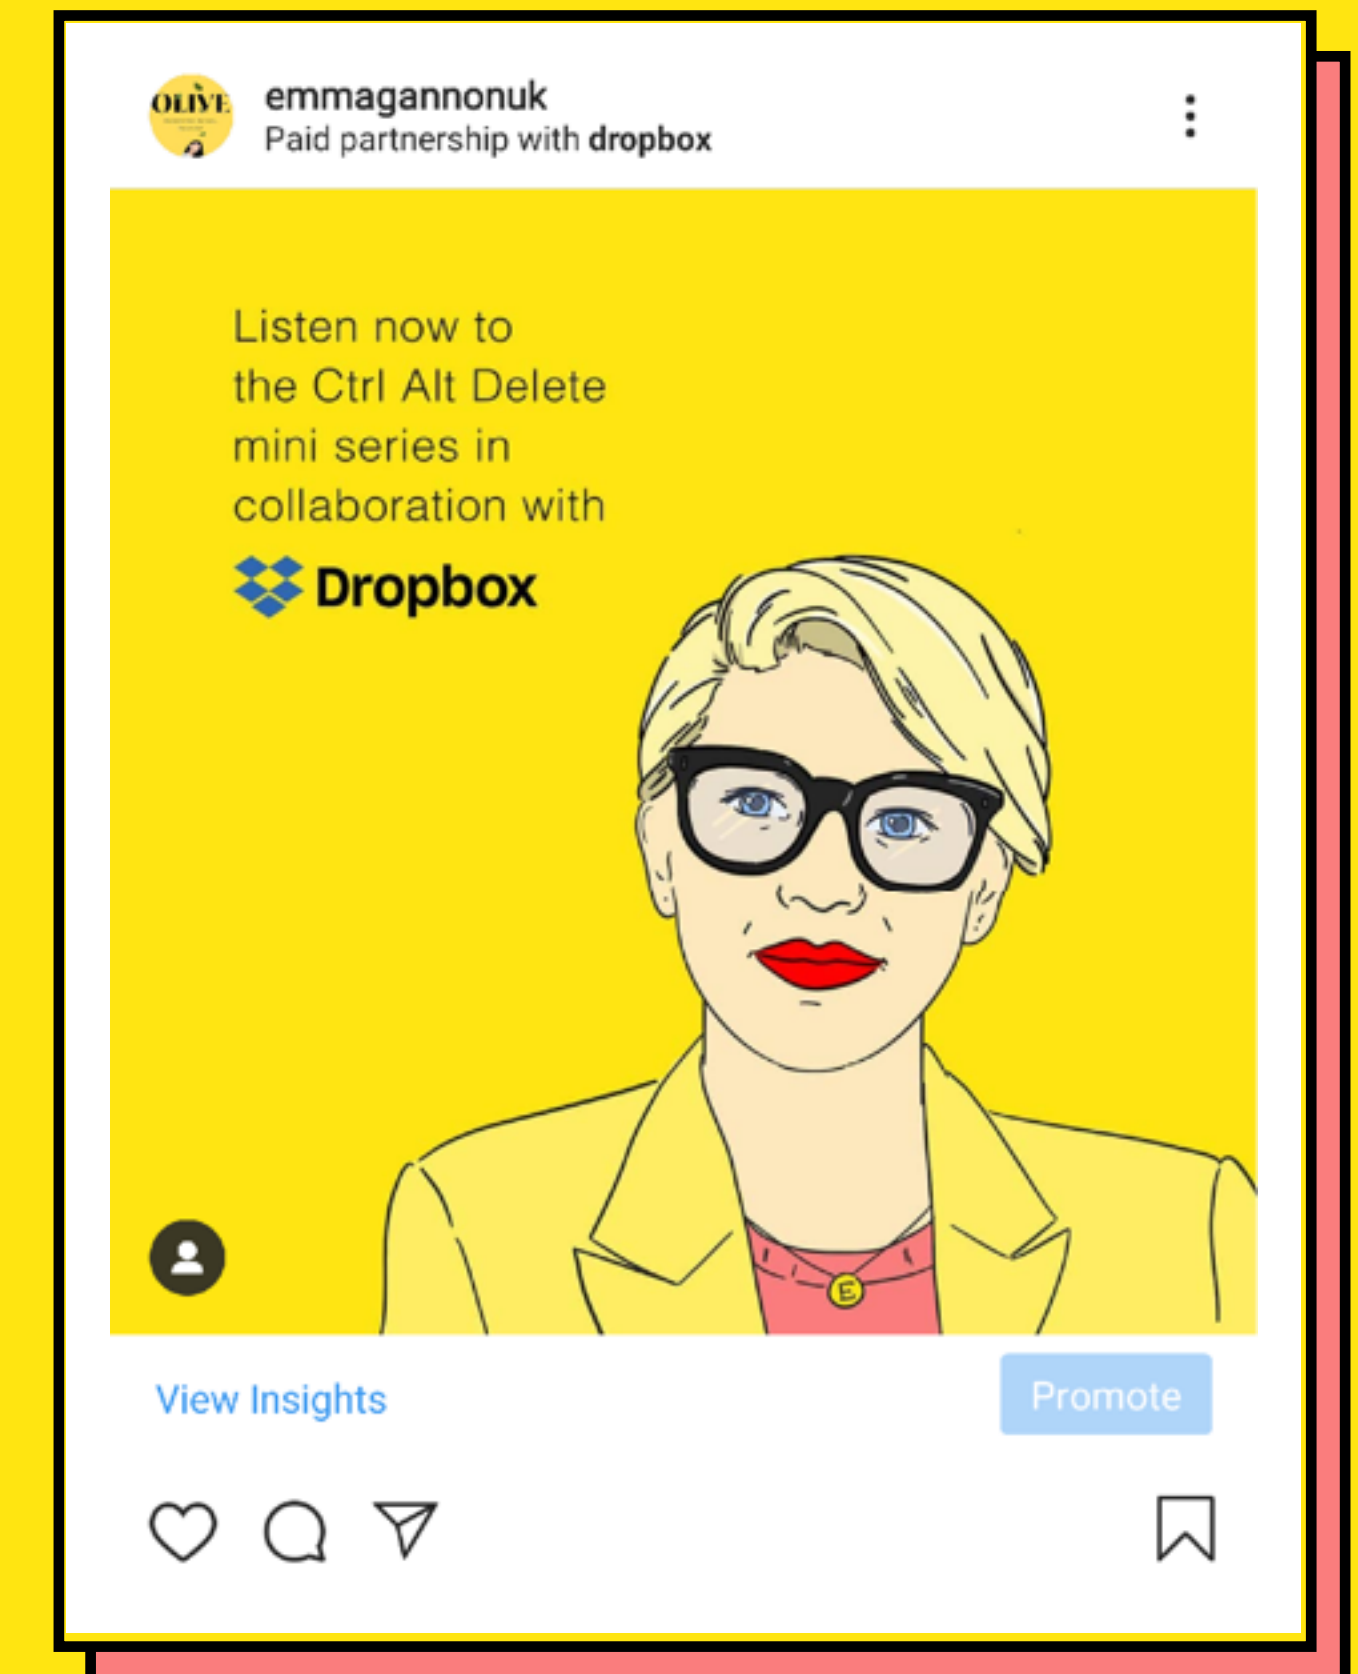 OLIVE
emmagannonuk
Paid partnership with dropbox
Listen now to
the Ctrl Alt Delete
mini series in
collaboration with
Dropbox
E
View Insights
Promote